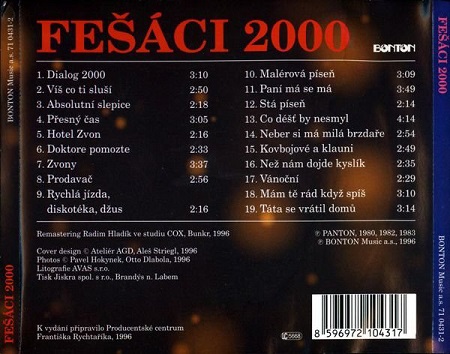 FEŠÁCI 2000
BONTON
1. Dialog 2000 3:10
2. Víš co ti sluší 2:50
3. Absolutní slepice 2:18
4. Přesný čas 3:05
5. Hotel Zvon 2:16
6. Doktore pomozte 3:33
7. Zvony 3:37
8. Prodavač 2:56
9. Rychlá jízda,
diskotéka, džus 2:16
10. Malérová píseň 3:09
11. Paní má se má 2:49
12. Stá píseň 2:14
13. Co déšť by nesmyl 2:14
14. Neber si má milá brzdaře 2:54
15. Kovbojové a klauni 2:49
16. Než nám dojde kyslík 2:35
17. Vánoční 2:21
18. Mám tě rád když spíš 3:10
19. Táta se vrátil domů 3:14
Remastering Radim Hladík ve studiu COX, Bunkr, 1996
Cover design © Ateliér AGD, Aleš Striegl, 1996
Photos © Pavel Hokynek, Otto Dlabola, 1996
Litografie AVAS s.r.o.
Tisk Jiskra spol. s r.o., Brandýs n. Labem
℗ PANTON, 1980, 1982, 1983
℗ BONTON Music a.s., 1996
K vydání připravilo Producentské centrum
Františka Rychtaříka, 1996
8 596972 104317
BONTON Music a.s. 71 0431-2
FEŠÁCI 2000
FEŠÁCI 2000
BONTON Music a.s. 71 0431-2